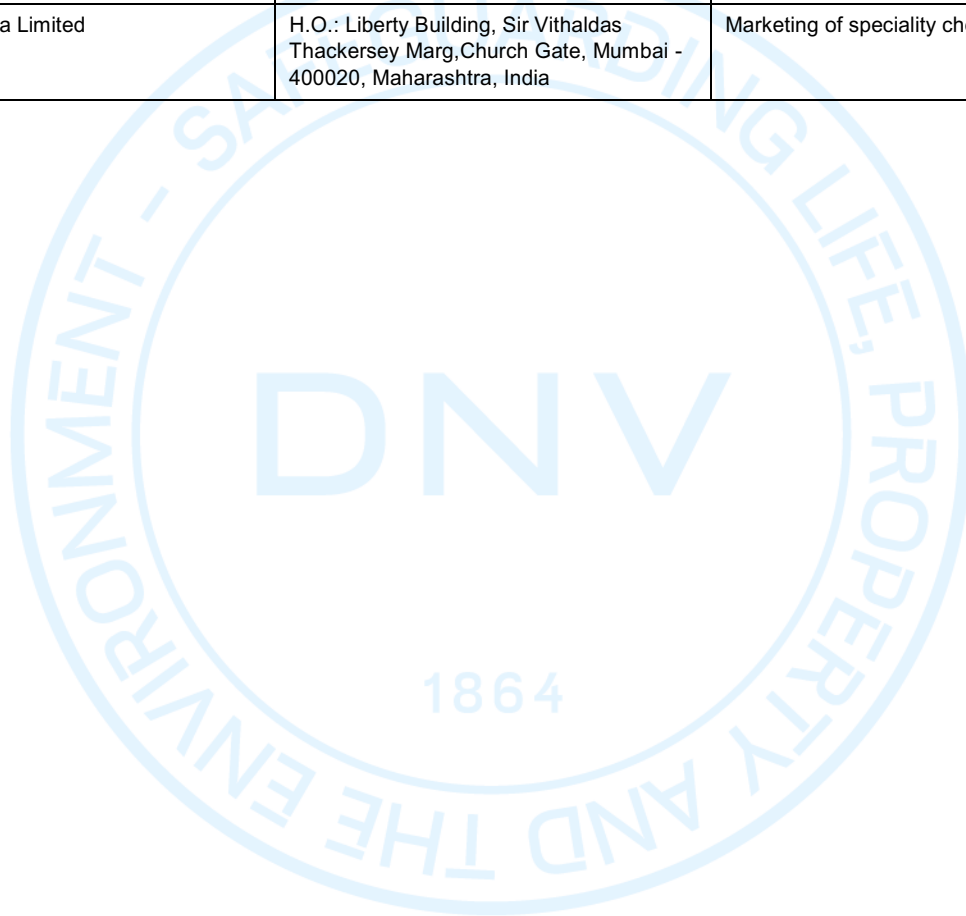 a Limited
H.O.: Liberty Building, Sir Vithaldas
Thackersey Marg,Church Gate, Mumbai -
400020, Maharashtra, India
Marketing of speciality
SAFEGUARDING LIFE, PROPERTY AND THE ENVIRONMENT -
DNV
1864